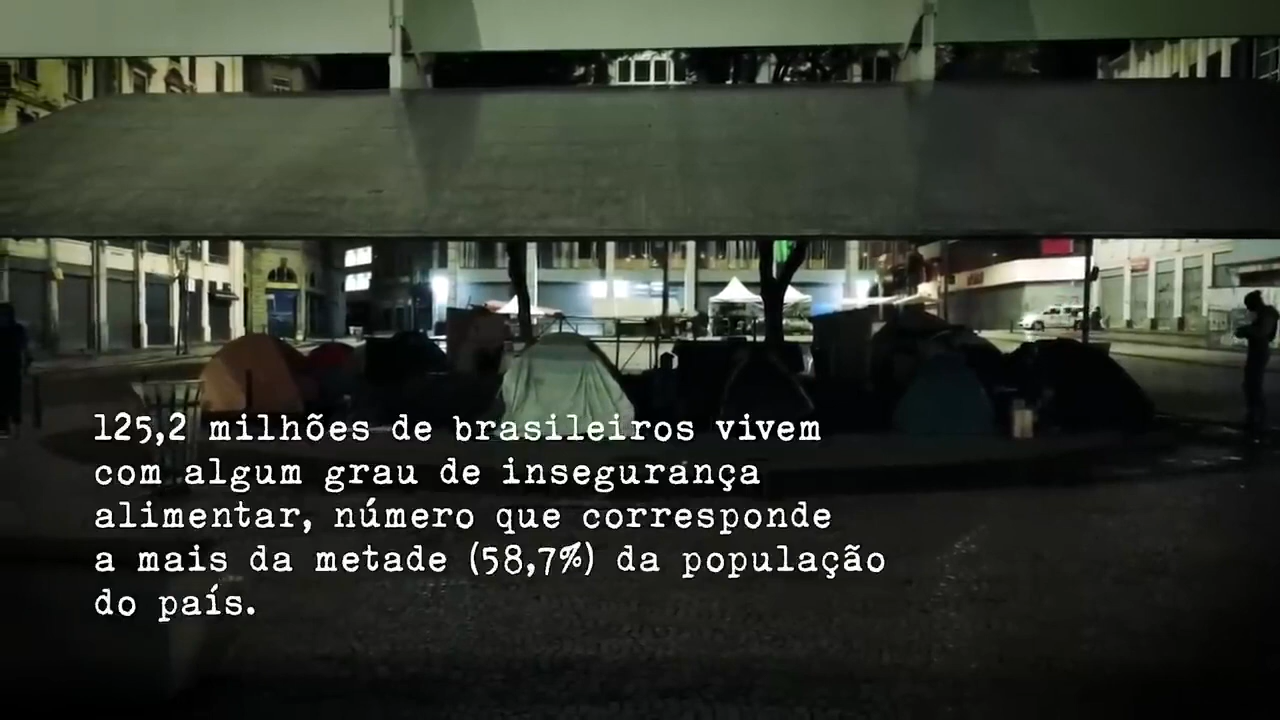 125,2 milhões de brasileiros vivem
com algum grau de insegurança
alimentar, número que corresponde
a mais da metade (58,7%) da população
do país.